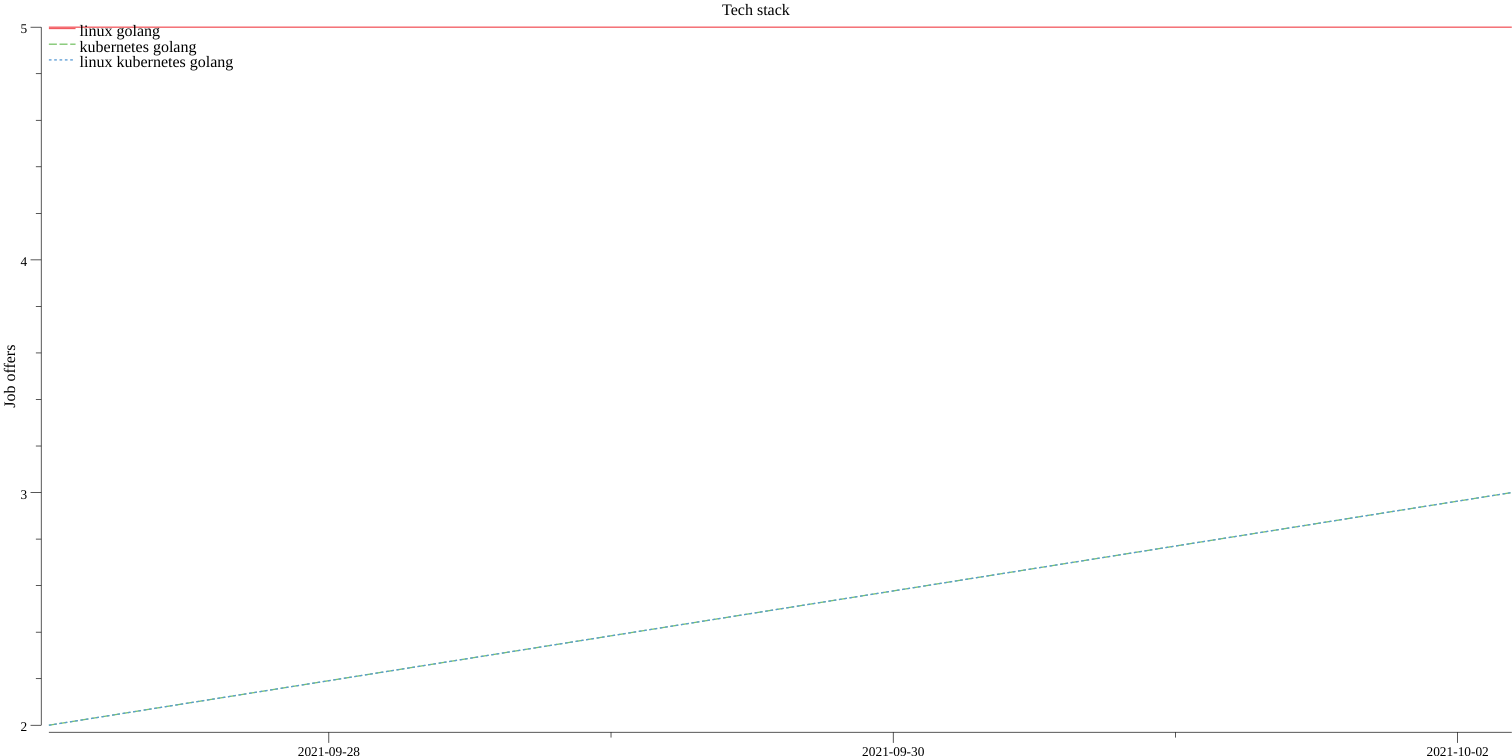 Tech stack
5
linux golang
kubernetes golang
linux kubernetes golang
4
Job offers
3
2
2021-09-28
2021-09-30
2021-10-02